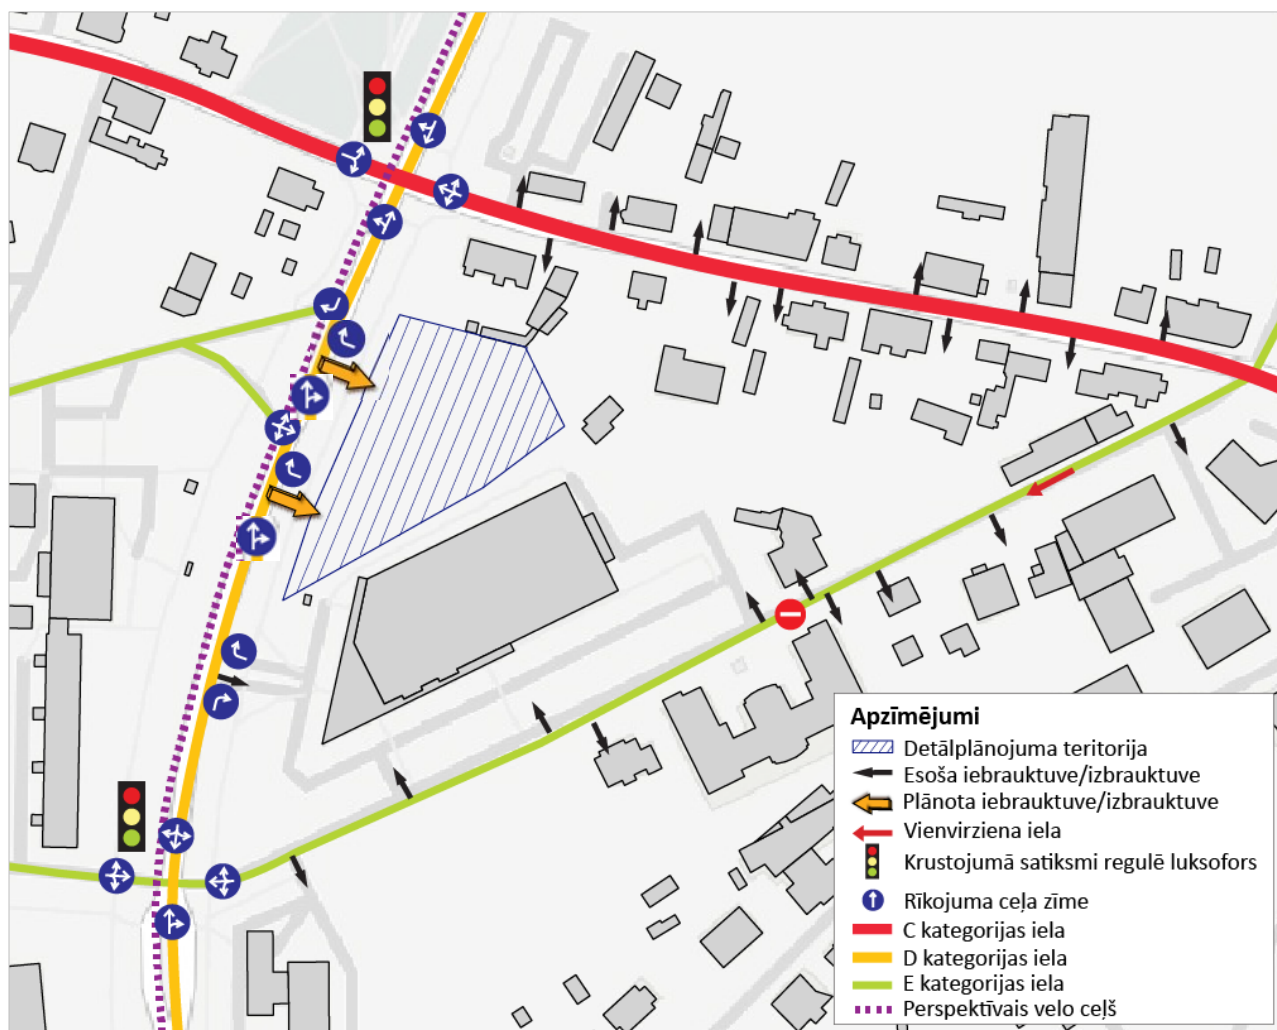 Apzīmējumi
Detālplānojuma teritorija
Esoša iebrauktuve/izbrauktuve
Plānota iebrauktuve/izbrauktuve
Vienvirziena iela
Krustojumā satiksmi regulē luksofors
Rīkojuma ceļa zīme
C kategorijas iela
D kategorijas iela
E kategorijas iela
Perspektīvais velo ceļš